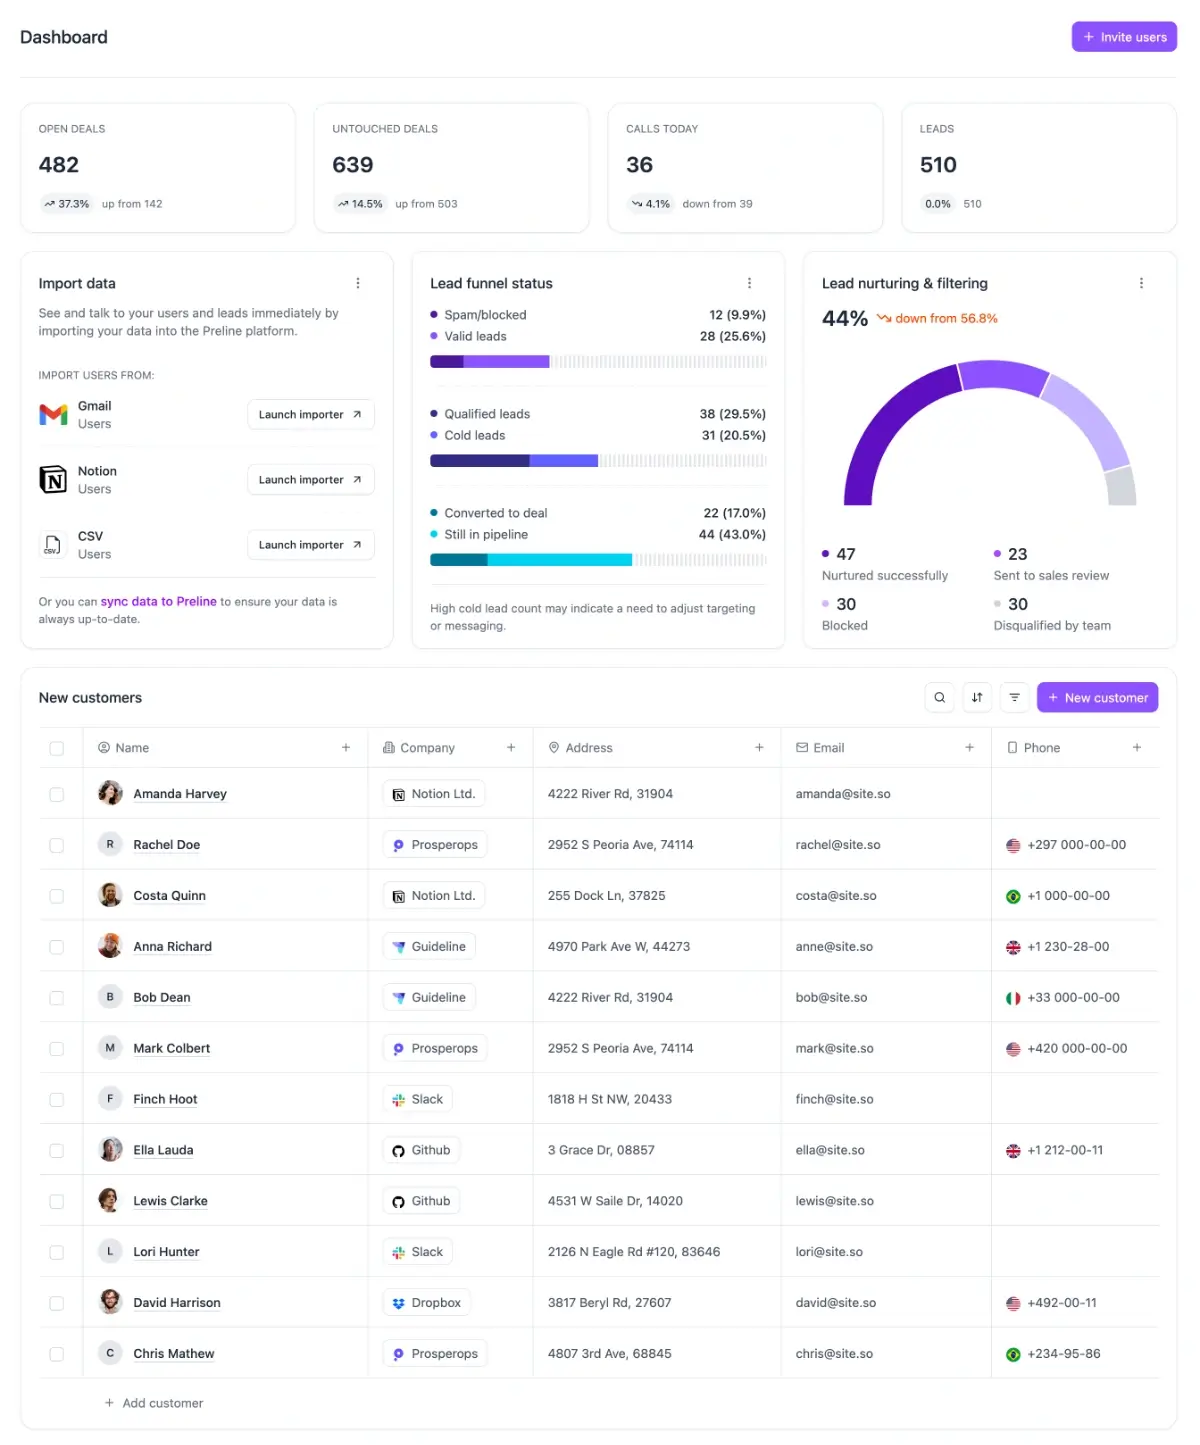 Dashboard
+ Invite users
OPEN DEALS
482
37.3% up from 142
UNTOUCHED DEALS
639
14.5% up from 503
CALLS TODAY
36
4.1% down from 39
LEADS
510
0.0% 510
Import data
See and talk to your users and leads immediately by
importing your data into the Preline platform.
IMPORT USERS FROM:
Gmail
Users
Launch importer
Notion
Users
Launch importer
CSV
CSV
Users
Launch importer
Or you can sync data to Preline to ensure your data is
always up-to-date.
Lead funnel status
Spam/blocked 12 (9.9%)
Valid leads 28 (25.6%)
Qualified leads 38 (29.5%)
Cold leads 31 (20.5%)
Converted to deal 22 (17.0%)
Still in pipeline 44 (43.0%)
High cold lead count may indicate a need to adjust targeting
or messaging.
Lead nurturing & filtering
44% down from 56.8%
47
Nurtured successfully
23
Sent to sales review
30
Blocked
30
Disqualified by team
New customers
+ New customer
Name + Company + Address + Email + Phone +
Amanda Harvey Notion Ltd. 4222 River Rd, 31904 amanda@site.so
R Rachel Doe Prosperops 2952 S Peoria Ave, 74114 rachel@site.so +297 000-00-00
Costa Quinn Notion Ltd. 255 Dock Ln, 37825 costa@site.so +1 000-00-00
Anna Richard Guideline 4970 Park Ave W, 44273 anne@site.so +1 230-28-00
B Bob Dean Guideline 4222 River Rd, 31904 bob@site.so +33 000-00-00
M Mark Colbert Prosperops 2952 S Peoria Ave, 74114 mark@site.so +420 000-00-00
F Finch Hoot Slack 1818 H St NW, 20433 finch@site.so
Ella Lauda Github 3 Grace Dr, 08857 ella@site.so +1 212-00-11
Lewis Clarke Github 4531 W Saile Dr, 14020 lewis@site.so
L Lori Hunter Slack 2126 N Eagle Rd #120, 83646 lori@site.so
David Harrison Dropbox 3817 Beryl Rd, 27607 david@site.so +492-00-11
C Chris Mathew Prosperops 4807 3rd Ave, 68845 chris@site.so +234-95-86
+ Add customer